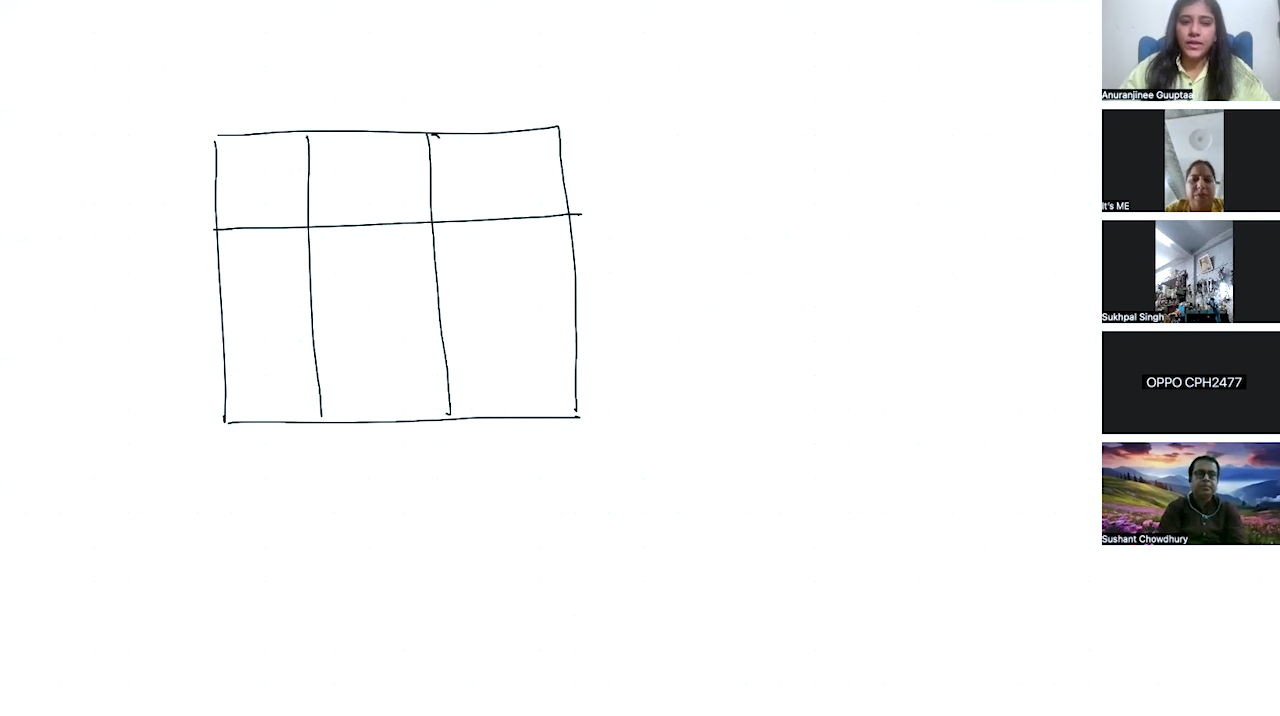 Anuranjinee Guuptaa
It's ME
Sukhpal Singh
OPPO CPH2477
Sushant Chowdhury